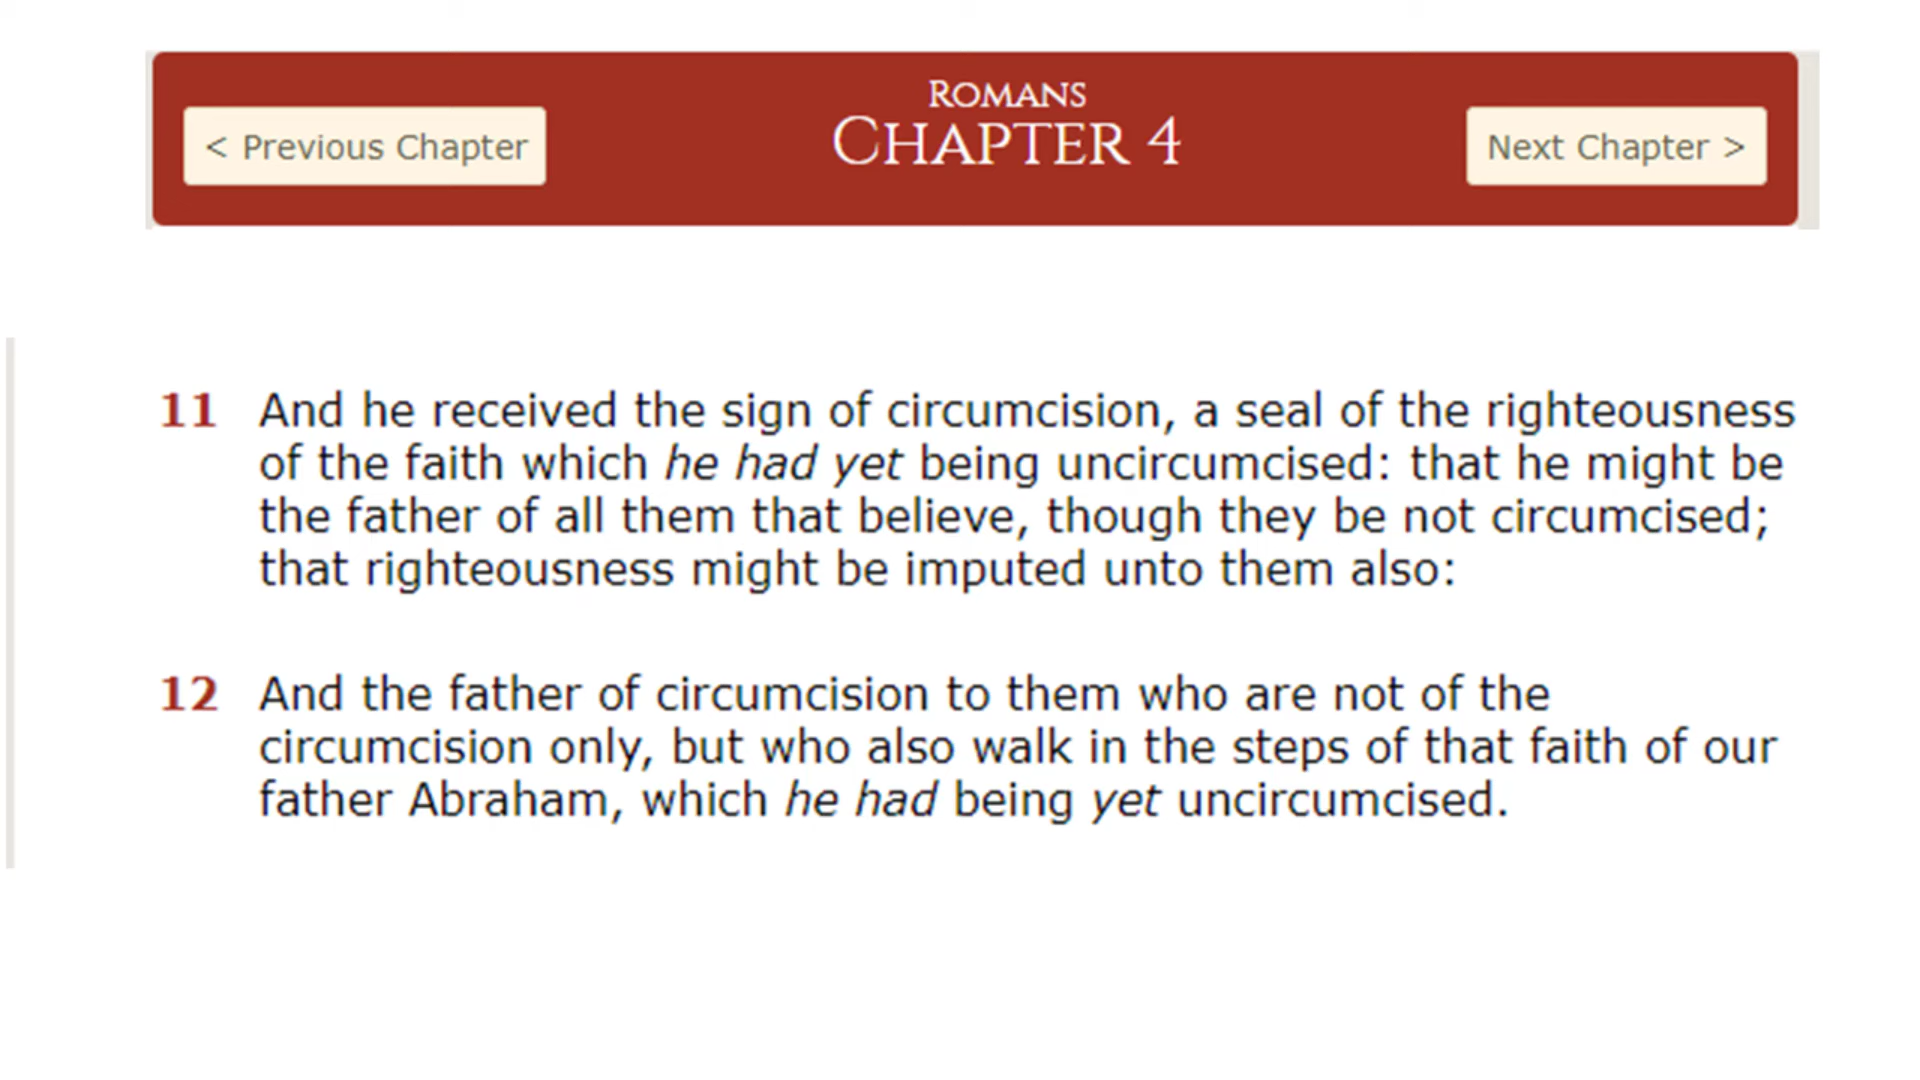 ROMANS
< Previous Chapter
CHAPTER 4
Next Chapter >
11 And he received the sign of circumcision, a seal of the righteousness
of the faith which he had yet being uncircumcised: that he might be
the father of all them that believe, though they be not circumcised;
that righteousness might be imputed unto them also:
12 And the father of circumcision to them who are not of the
circumcision only, but who also walk in the steps of that faith of our
father Abraham, which he had being yet uncircumcised.